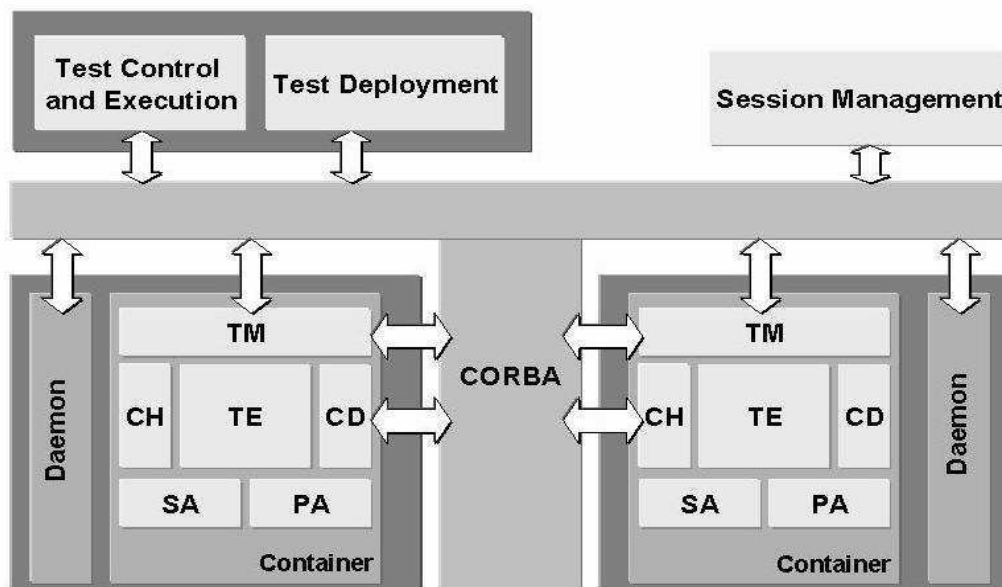 Test Control
and Execution
Test Deployment
Session Management
CORBA
Daemon
TM
CH
TE
CD
SA
PA
Container
TM
CH
TE
CD
SA
PA
Container
Daemon